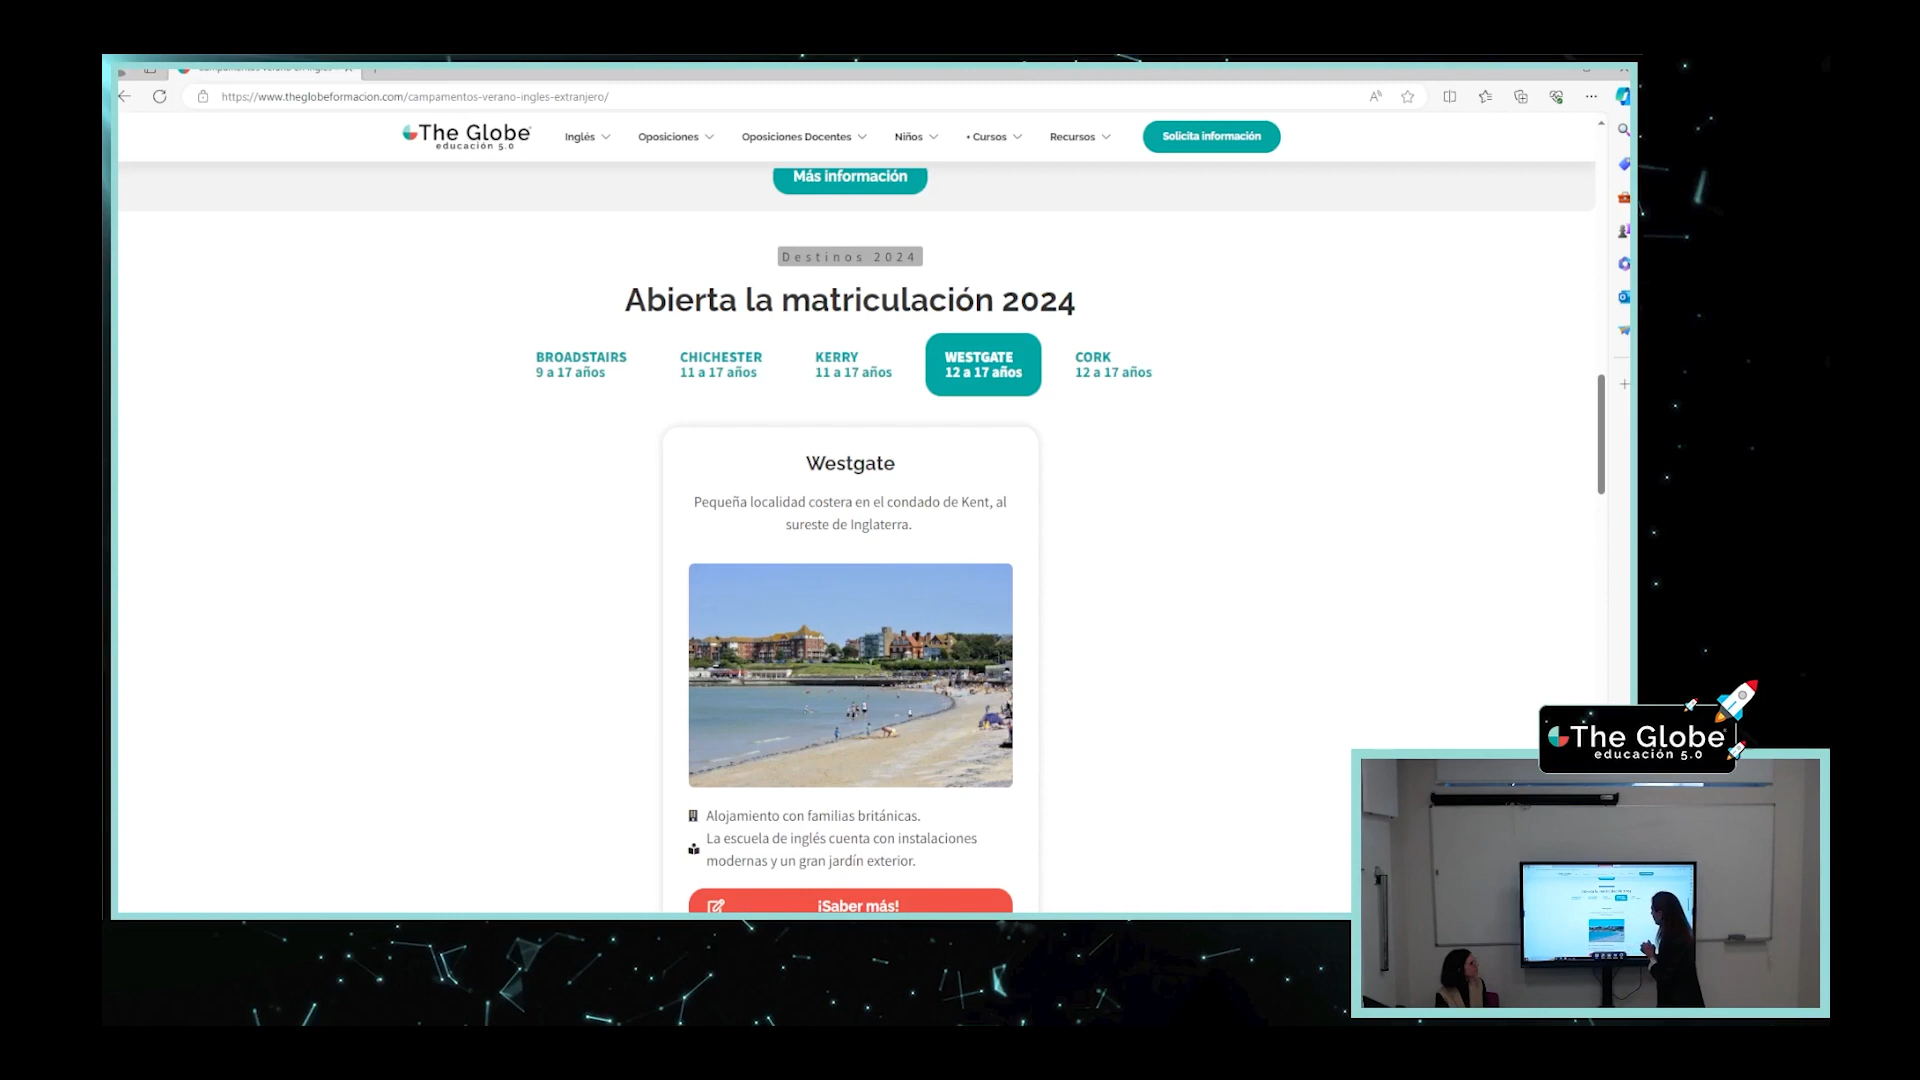 https://www.theglobeformacion.com/campamentos-verano-ingles-extranjero/
The Globe
educación 5.0
Inglés
Oposiciones
Oposiciones Docentes
Niños
+ Cursos
Recursos
Solicita información
Más información
Destinos 2024
Abierta la matriculación 2024
BROADSTAIRS
9 a 17 años
CHICHESTER
11 a 17 años
KERRY
11 a 17 años
WESTGATE
12 a 17 años
CORK
12 a 17 años
Westgate
Pequeña localidad costera en el condado de Kent, al
sureste de Inglaterra.
Alojamiento con familias británicas.
La escuela de inglés cuenta con instalaciones
modernas y un gran jardín exterior.
¡Saber más!
The Globe
educación 5.0